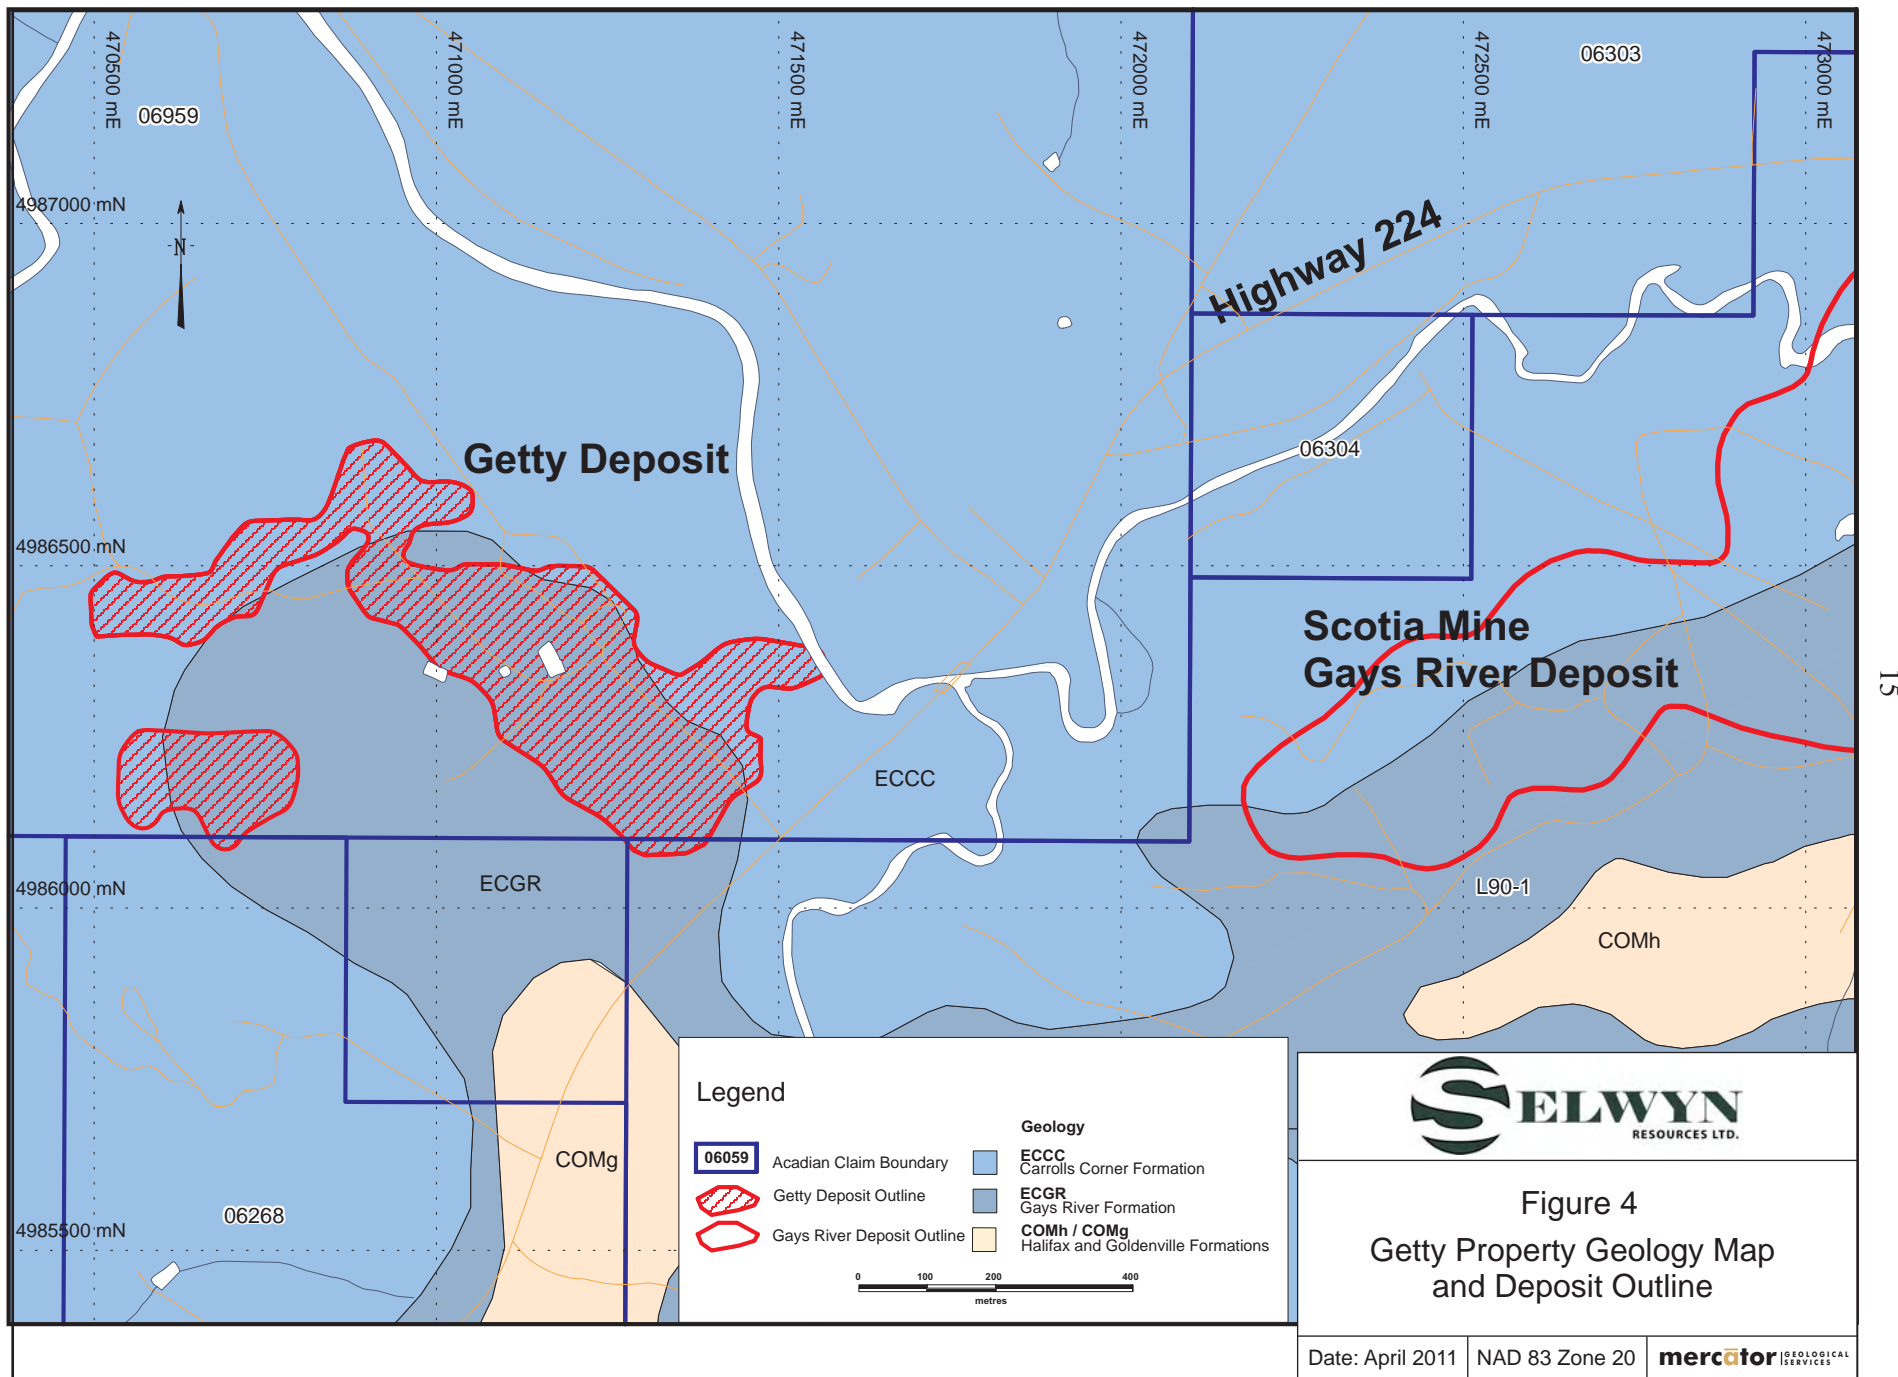 470500 mE
471000 mE
471500 mE
472000 mE
472500 mE
473000 mE
06303
06959
4987000 mN
N
Highway 224
Getty Deposit
06304
4986500 mN
Scotia Mine
Gays River Deposit
15
ECCC
ECGR
4986000 mN
L90-1
COMh
COMg
06268
4985500 mN
Legend
Geology
06059
Acadian Claim Boundary
Getty Deposit Outline
Gays River Deposit Outline
ECCC
Carrolls Corner Formation
ECGR
Gays River Formation
COMh / COMg
Halifax and Goldenville Formations
0 100 200 400
metres
SELWYN
RESOURCES LTD.
Figure 4
Getty Property Geology Map
and Deposit Outline
Date: April 2011
NAD 83 Zone 20
mercator GEOLOGICAL
SERVICES